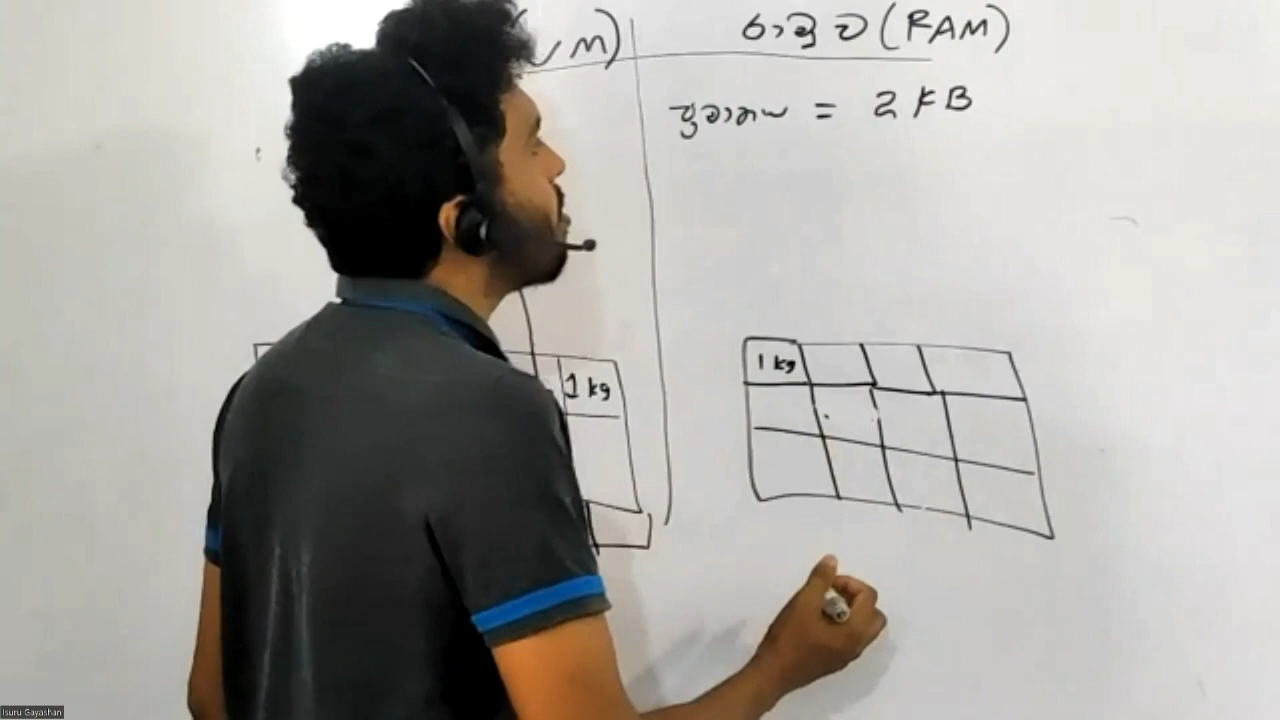 M) රාක්ක (RAM)
ප්‍රමාණය = 2 KB
1 kg
1 kg
Isuru Gayashan